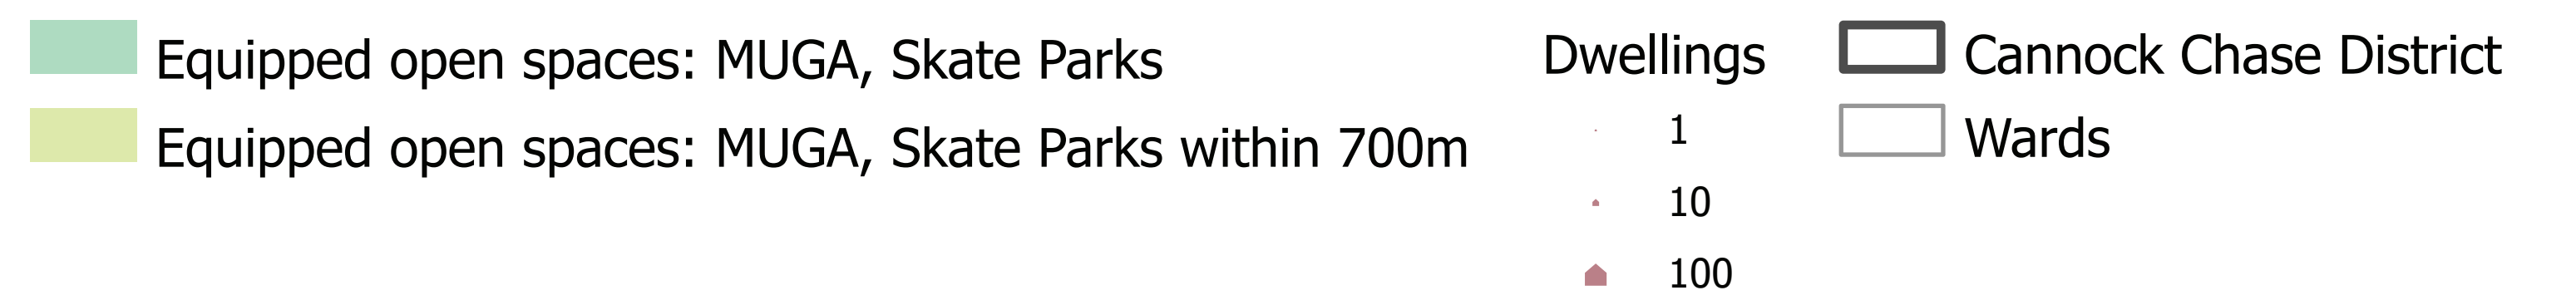 Equipped open spaces: MUGA, Skate Parks
Equipped open spaces: MUGA, Skate Parks within 700m
Dwellings
1
10
100
Cannock Chase District
Wards